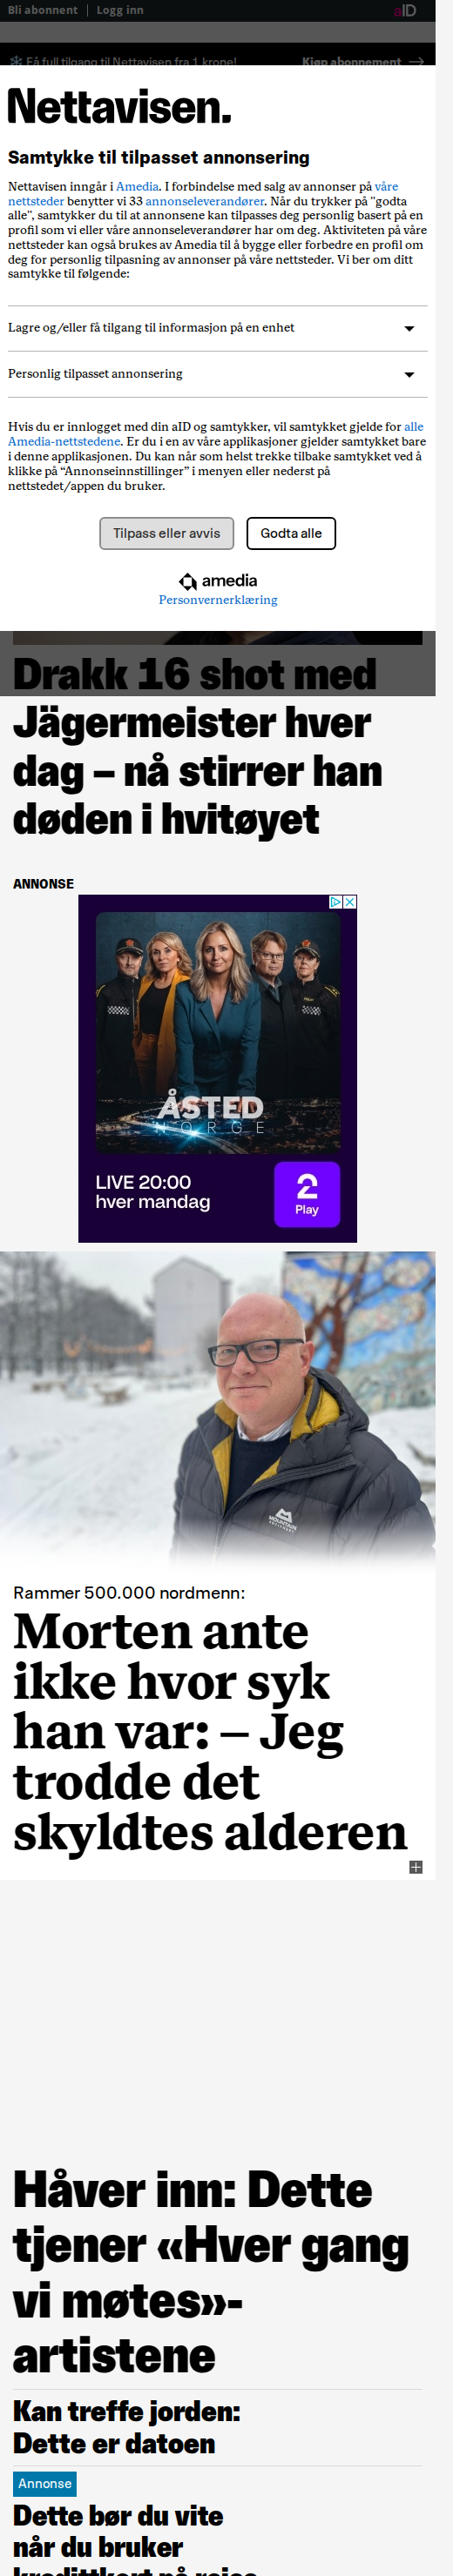 Bli abonnent
Logg inn
aID
Få full tilgang til Nettavisen fra 1 krone!
Kjøp abonnement
Nettavisen.
Samtykke til tilpasset annonsering
Nettavisen inngår i Amedia. I forbindelse med salg av annonser på våre
nettsteder benytter vi 33 annonseleverandører. Når du trykker på "godta
alle", samtykker du til at annonsene kan tilpasses deg personlig basert på en
profil som vi eller våre annonseleverandører har om deg. Aktiviteten på våre
nettsteder kan også brukes av Amedia til å bygge eller forbedre en profil om
deg for personlig tilpasning av annonser på våre nettsteder. Vi ber om ditt
samtykke til følgende:
Lagre og/eller få tilgang til informasjon på en enhet
Personlig tilpasset annonsering
Hvis du er innlogget med din aID og samtykker, vil samtykket gjelde for alle
Amedia-nettstedene. Er du i en av våre applikasjoner gjelder samtykket bare
i denne applikasjonen. Du kan når som helst trekke tilbake samtykket ved å
klikke på “Annonseinnstillinger” i menyen eller nederst på
nettstedet/appen du bruker.
Tilpass eller avvis
Godta alle
amedia
Personvernerklæring
Drakk 16 shot med
Jägermeister hver
dag – nå stirrer han
døden i hvitøyet
ANNONSE
ÅSTED
NORGE
LIVE 20:00
hver mandag
2
Play
MOUNTAIN
Rammer 500.000 nordmenn:
Morten ante
ikke hvor syk
han var: – Jeg
trodde det
skyldtes alderen
Håver inn: Dette
tjener «Hver gang
vi møtes»-
artistene
Kan treffe jorden:
Dette er datoen
Annonse
Dette bør du vite
når du bruker
kredittkort på reise